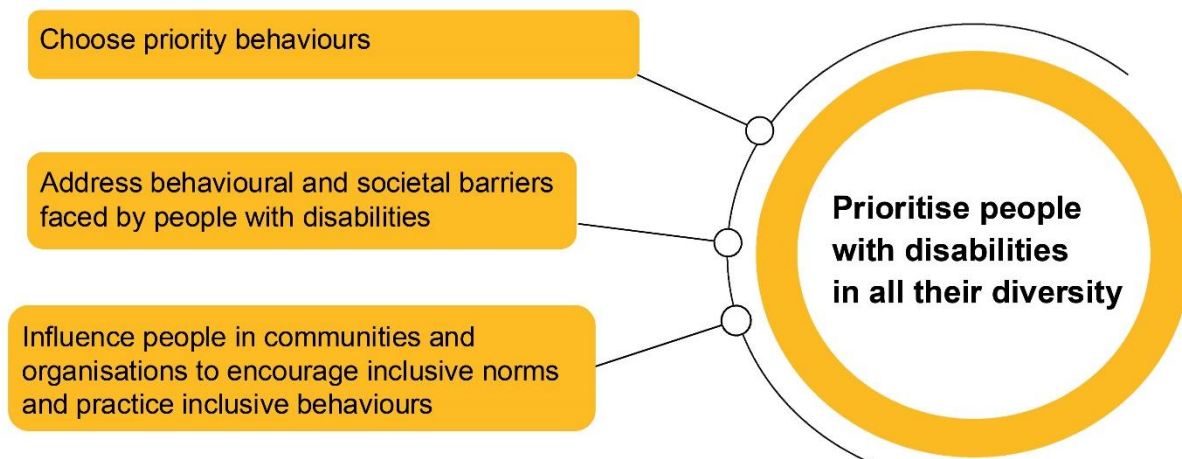 Choose priority behaviours
Address behavioural and societal barriers
faced by people with disabilities
Influence people in communities and
organisations to encourage inclusive norms
and practice inclusive behaviours
Prioritise people
with disabilities
in all their diversity